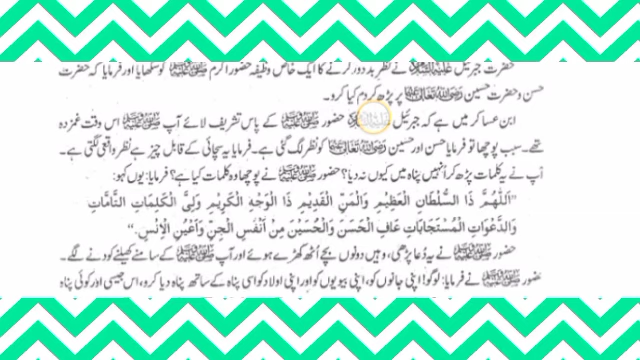 حضرت جبرئیل علیہ السلام نے نظر بد دور کرنے کا ایک خاص وظیفہ حضور اکرم صلی اللہ علیہ وسلم کو سکھایا اور فرمایا کہ حضرت
حسن و حضرت حسین رضی اللہ تعالیٰ عنہما پر پڑھ کر دم کیا کرو۔
ابن عساکر میں ہے کہ جبرئیل علیہ السلام حضور صلی اللہ علیہ وسلم کے پاس تشریف لائے آپ صلی اللہ علیہ وسلم اس وقت غمزدہ
تھے۔ سبب پوچھا تو فرمایا حسن اور حسین رضی اللہ تعالیٰ عنہما کو نظر لگ گئی ہے۔ فرمایا یہ سچائی کے قابل چیز ہے نظر واقعی لگتی ہے۔
آپ نے یہ کلمات پڑھ کر انہیں پناہ میں کیوں نہ دیا؟ حضور صلی اللہ علیہ وسلم نے پوچھا وہ کلمات کیا ہے؟ فرمایا: یوں کہو:
"اَللّٰهُمَّ ذَا السُّلْطَانِ الْعَظِيْمِ وَالْمَنِّ الْقَدِيْمِ ذَا الْوَجْهِ الْكَرِيْمِ وَلِيَّ الْكَلِمَاتِ التَّامَّاتِ
وَالدَّعَوَاتِ الْمُسْتَجَابَاتِ عَافِ الْحَسَنَ وَالْحُسَيْنَ مِنْ اَنْفُسِ الْجِنِّ وَاَعْيُنِ الْاِنْسِ."
حضور صلی اللہ علیہ وسلم نے یہ دُعا پڑھی، وہیں دونوں بچے اُٹھ کھڑے ہوئے اور آپ صلی اللہ علیہ وسلم کے سامنے کھیلنے کودنے لگے۔
حضور صلی اللہ علیہ وسلم نے فرمایا: لوگو! اپنی جانوں کو، اپنی بیویوں کو اور اپنی اولاد کو اسی پناہ کے ساتھ پناہ دیا کرو، اس جیسی اور کوئی پناہ